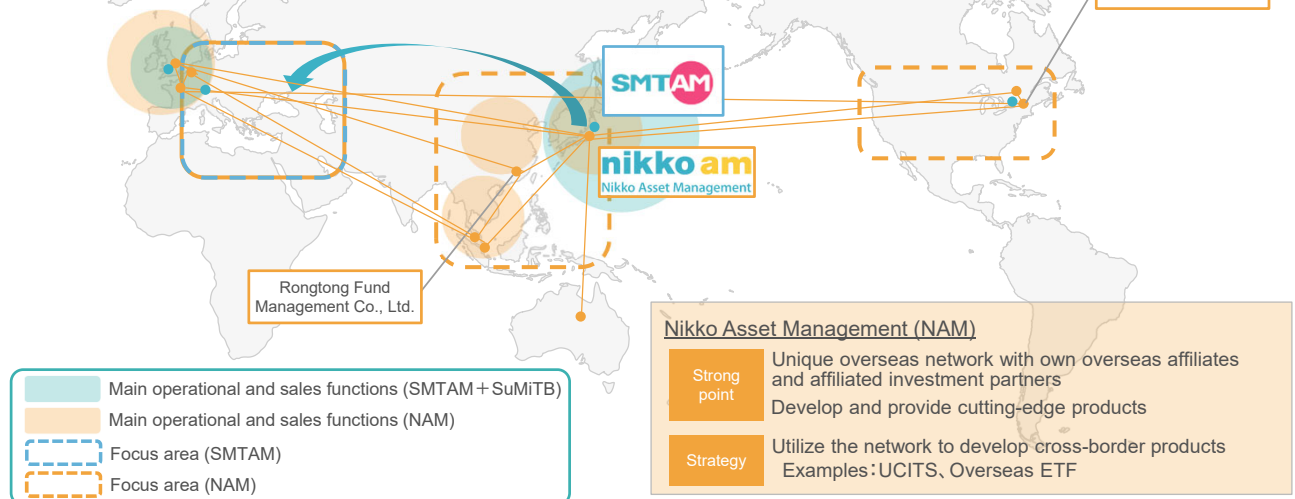 SMTAM
nikko am
Nikko Asset Management
Rongtong Fund
Management Co., Ltd.
Main operational and sales functions (SMTAM＋SuMiTB)
Main operational and sales functions (NAM)
Focus area (SMTAM)
Focus area (NAM)
Nikko Asset Management (NAM)
Strong
point
Unique overseas network with own overseas affiliates
and affiliated investment partners
Develop and provide cutting-edge products
Strategy
Utilize the network to develop cross-border products
Examples：UCITS、Overseas ETF